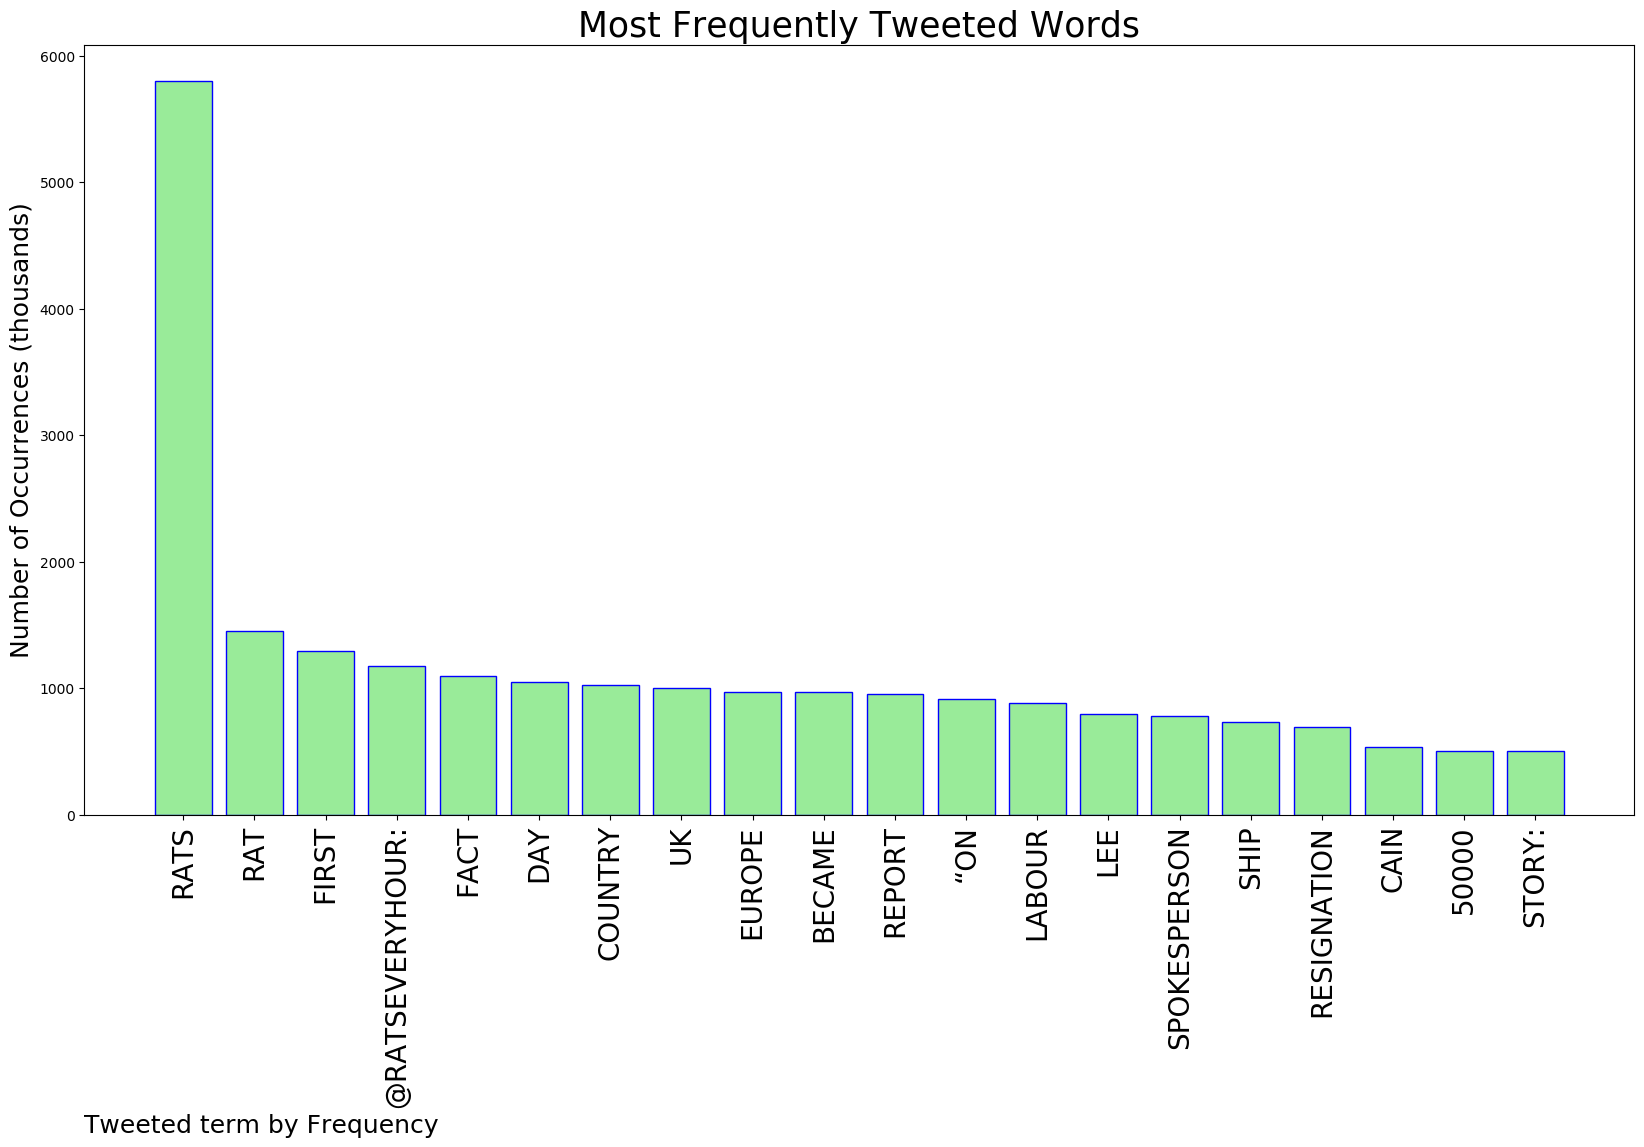 Most Frequently Tweeted Words
Number of Occurrences (thousands)
6000
5000
4000
3000
2000
1000
0
RATS
RAT
FIRST
@RATSEVERYHOUR:
FACT
DAY
COUNTRY
UK
EUROPE
BECAME
REPORT
“ON
LABOUR
LEE
SPOKESPERSON
SHIP
RESIGNATION
CAIN
50000
STORY:
Tweeted term by Frequency